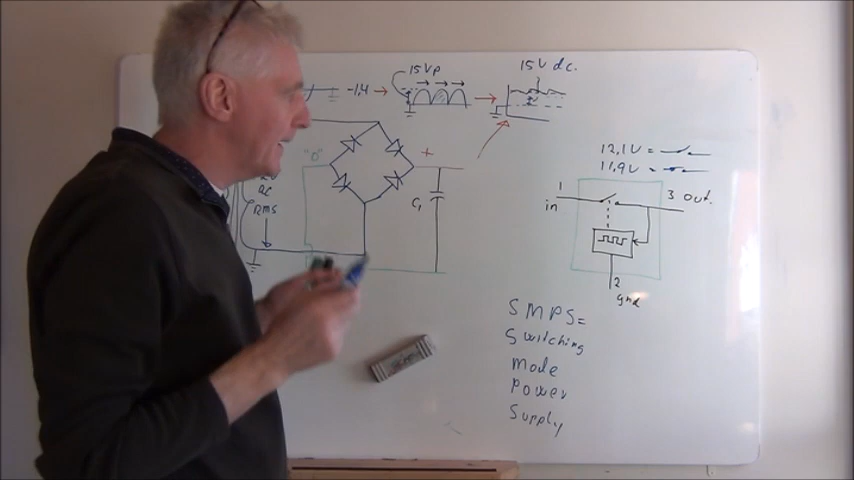 15Vp
15V d.c.
-1,4
12,1V =
11,9V =
"0"
+
AC
RMS
C1
1
in
3 out.
2
gnd
SMPS=
Switching
mode
power
supply